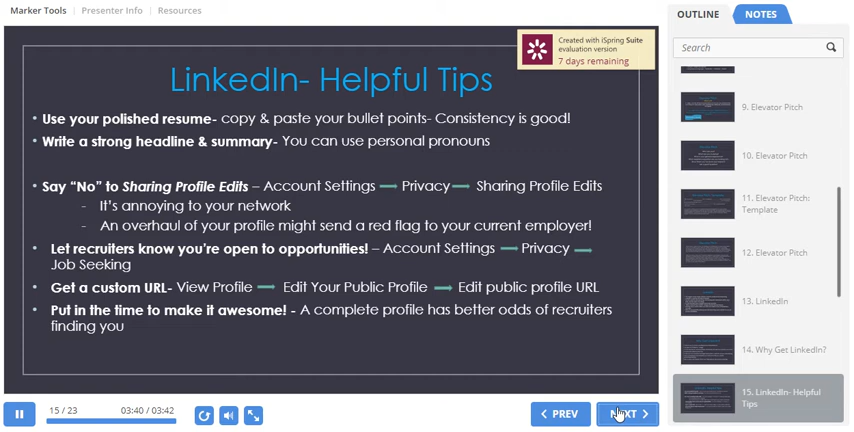 Marker Tools Presenter Info Resources
Created with iSpring Suite
evaluation version
7 days remaining
LinkedIn- Helpful Tips
• Use your polished resume- copy & paste your bullet points- Consistency is good!
• Write a strong headline & summary- You can use personal pronouns
• Say “No” to Sharing Profile Edits – Account Settings Privacy Sharing Profile Edits
- It's annoying to your network
- An overhaul of your profile might send a red flag to your current employer!
• Let recruiters know you're open to opportunities! – Account Settings Privacy
Job Seeking
• Get a custom URL- View Profile Edit Your Public Profile Edit public profile URL
• Put in the time to make it awesome! - A complete profile has better odds of recruiters
finding you
15 / 23 03:40 / 03:42 PREV NEXT
OUTLINE NOTES
Search
9. Elevator Pitch
10. Elevator Pitch
11. Elevator Pitch:
Template
12. Elevator Pitch
13. LinkedIn
14. Why Get LinkedIn?
15. LinkedIn- Helpful
Tips